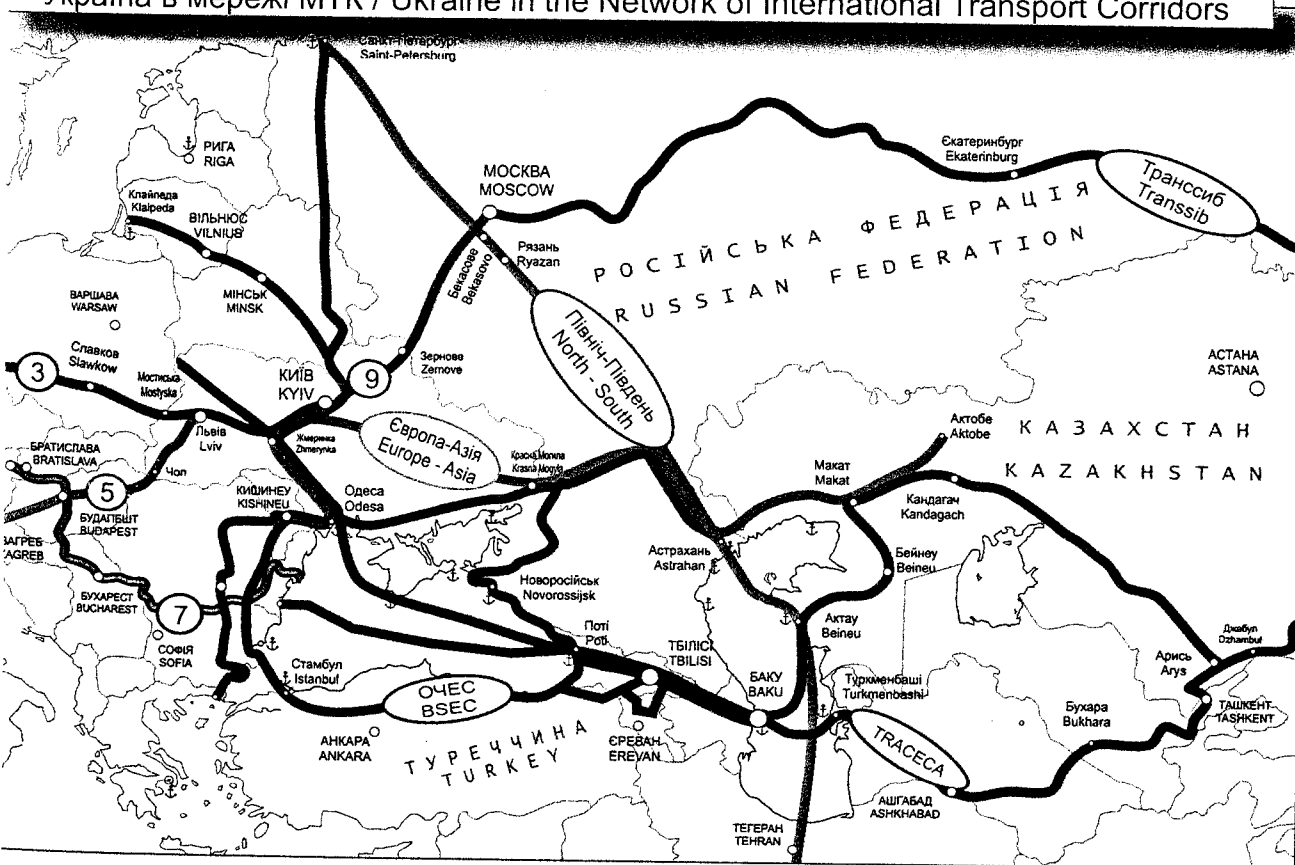 Україна в мережі МТК / Ukraine in the Network of International Transport Corridors
Санкт-Петербург
Saint-Petersburg
РИГА
RIGA
Клайпеда
Klaipeda
ВІЛЬНЮС
VILNIUS
МІНСЬК
MINSK
ВАРШАВА
WARSAW
МОСКВА
MOSCOW
Рязань
Ryazan
Бекасове
Bekasovo
Єкатеринбург
Ekaterinburg
Транссиб
Transsib
РОСІЙСЬКА ФЕДЕРАЦІЯ
RUSSIAN FEDERATION
Північ-Південь
North - South
3
Славков
Slawkow
Мостиська
Mostyska
КИЇВ
KYIV
9
Зернове
Zernove
АСТАНА
ASTANA
Львів
Lviv
Жмеринка
Zhmerynka
Європа-Азія
Europe - Asia
Красна Могила
Krasna Mogyla
Актобе
Aktobe
КАЗАХСТАН
KAZAKHSTAN
БРАТИСЛАВА
BRATISLAVA
Чоп
5
БУДАПЕШТ
BUDAPEST
КИШИНЕУ
KISHINEU
Одеса
Odesa
Макат
Makat
Кандагач
Kandagach
ЗАГРЕБ
ZAGREB
Астрахань
Astrahan
Бейнеу
Beineu
БУХАРЕСТ
BUCHAREST
7
Новоросійськ
Novorossijsk
Актау
Beineu
СОФІЯ
SOFIA
Поті
Poti
ТБІЛІСІ
TBILISI
Джабул
Dzhambul
Арись
Arys
Стамбул
Istanbul
ОЧЕС
BSEC
БАКУ
BAKU
Туркменбаші
Turkmenbashi
Бухара
Bukhara
ТАШКЕНТ
TASHKENT
АНКАРА
ANKARA
ТУРЕЧЧИНА
TURKEY
ЄРЕВАН
EREVAN
TRACECA
АШГАБАД
ASHKHABAD
ТЕГЕРАН
TEHRAN